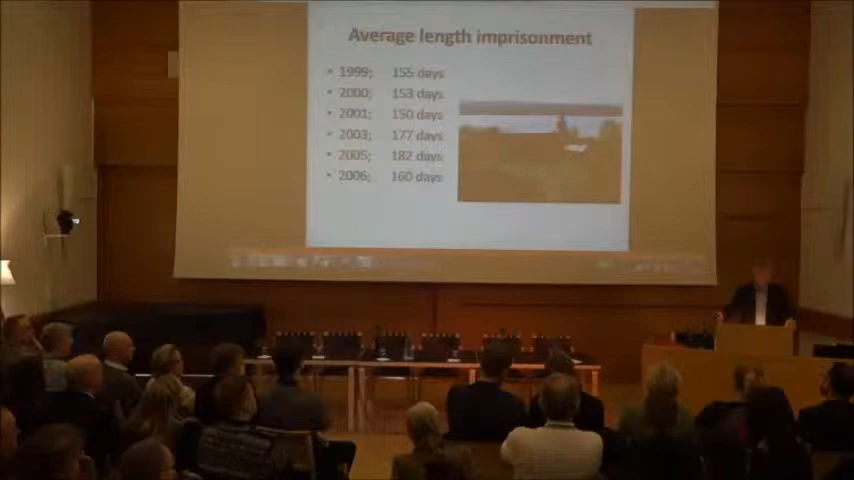 Average length imprisonment
• 1999; 155 days
• 2000; 153 days
• 2001; 150 days
• 2003; 177 days
• 2005; 182 days
• 2006; 160 days